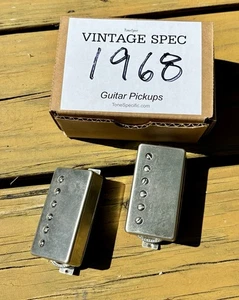 VINTAGE SPEC
1968
Guitar Pickups
ToneSpecific.com